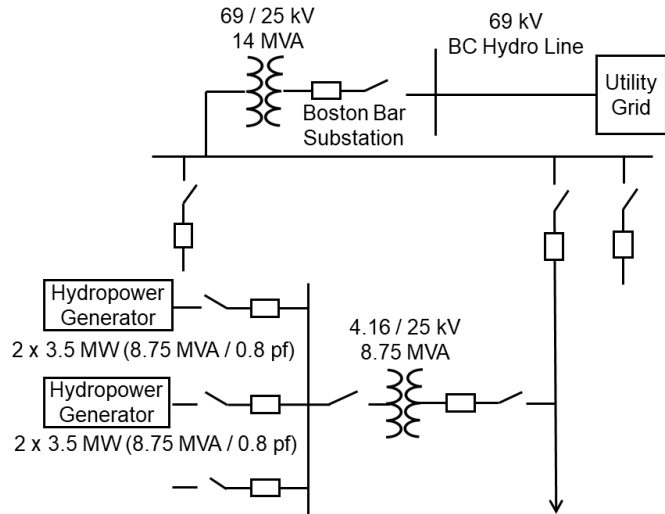 69 / 25 kV
14 MVA
69 kV
BC Hydro Line
Utility
Grid
Boston Bar
Substation
Hydropower
Generator
2 x 3.5 MW (8.75 MVA / 0.8 pf)
4.16 / 25 kV
8.75 MVA
Hydropower
Generator
2 x 3.5 MW (8.75 MVA / 0.8 pf)